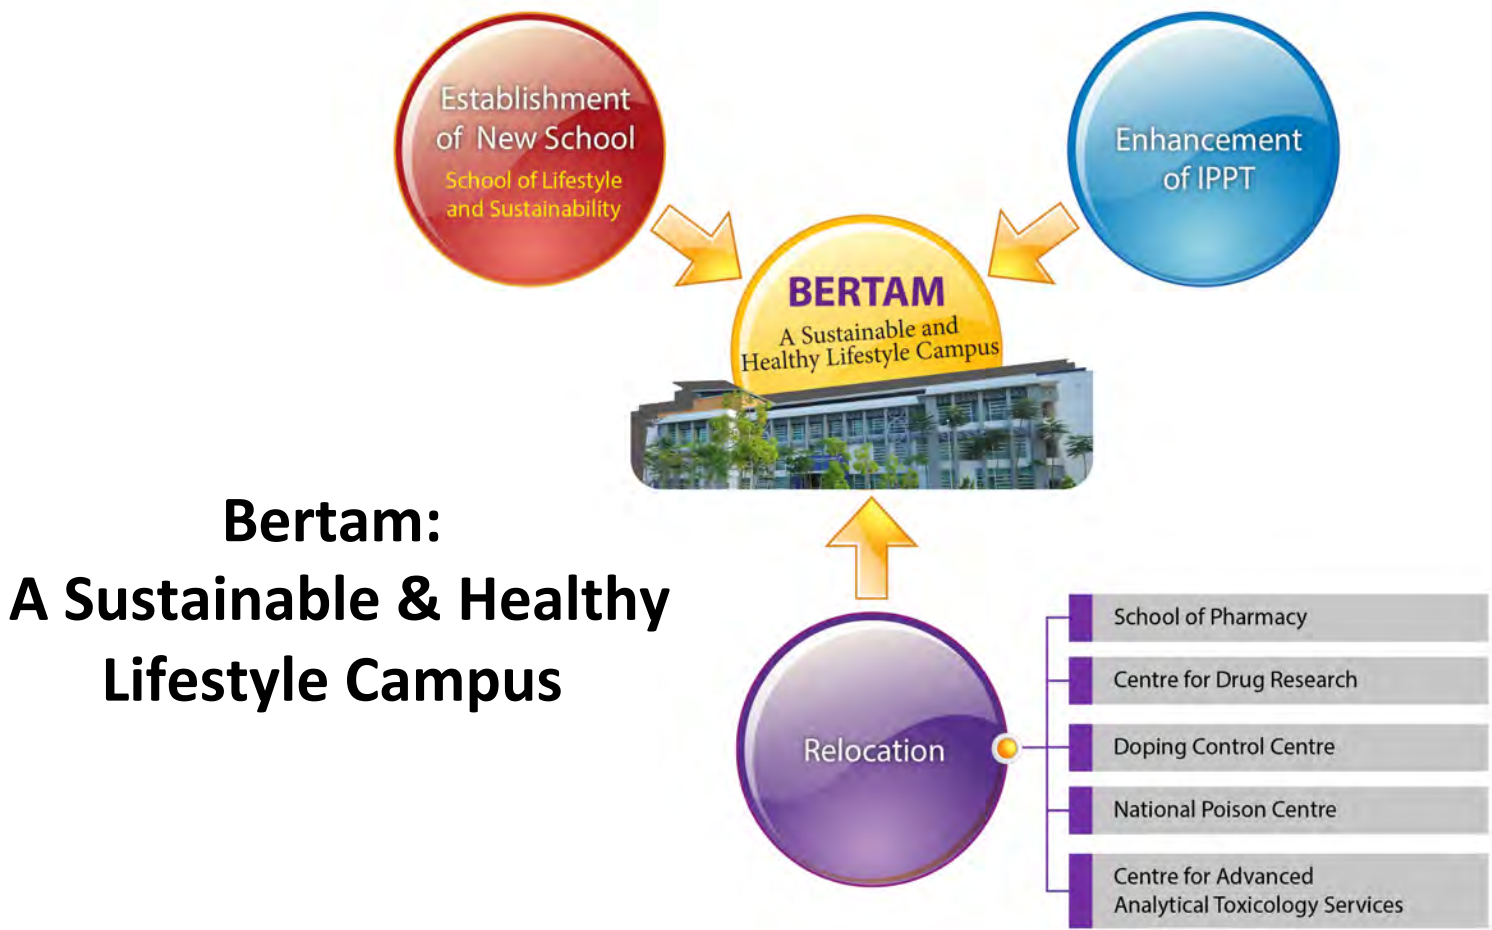 Establishment
of New School
School of Lifestyle
and Sustainability
Enhancement
of IPPT
BERTAM
A Sustainable and
Healthy Lifestyle Campus
Bertam:
A Sustainable & Healthy
Lifestyle Campus
Relocation
School of Pharmacy
Centre for Drug Research
Doping Control Centre
National Poison Centre
Centre for Advanced
Analytical Toxicology Services